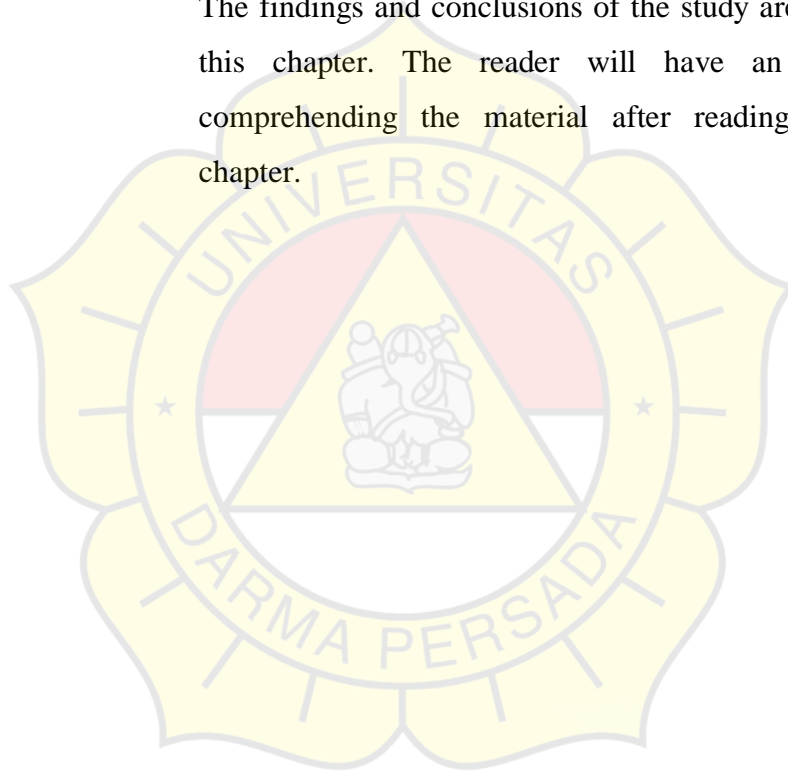 The findings and conclusions of the study are
this chapter. The reader will have an
comprehending the material after reading
chapter.
UNIVERSITAS
DARMA PERSADA